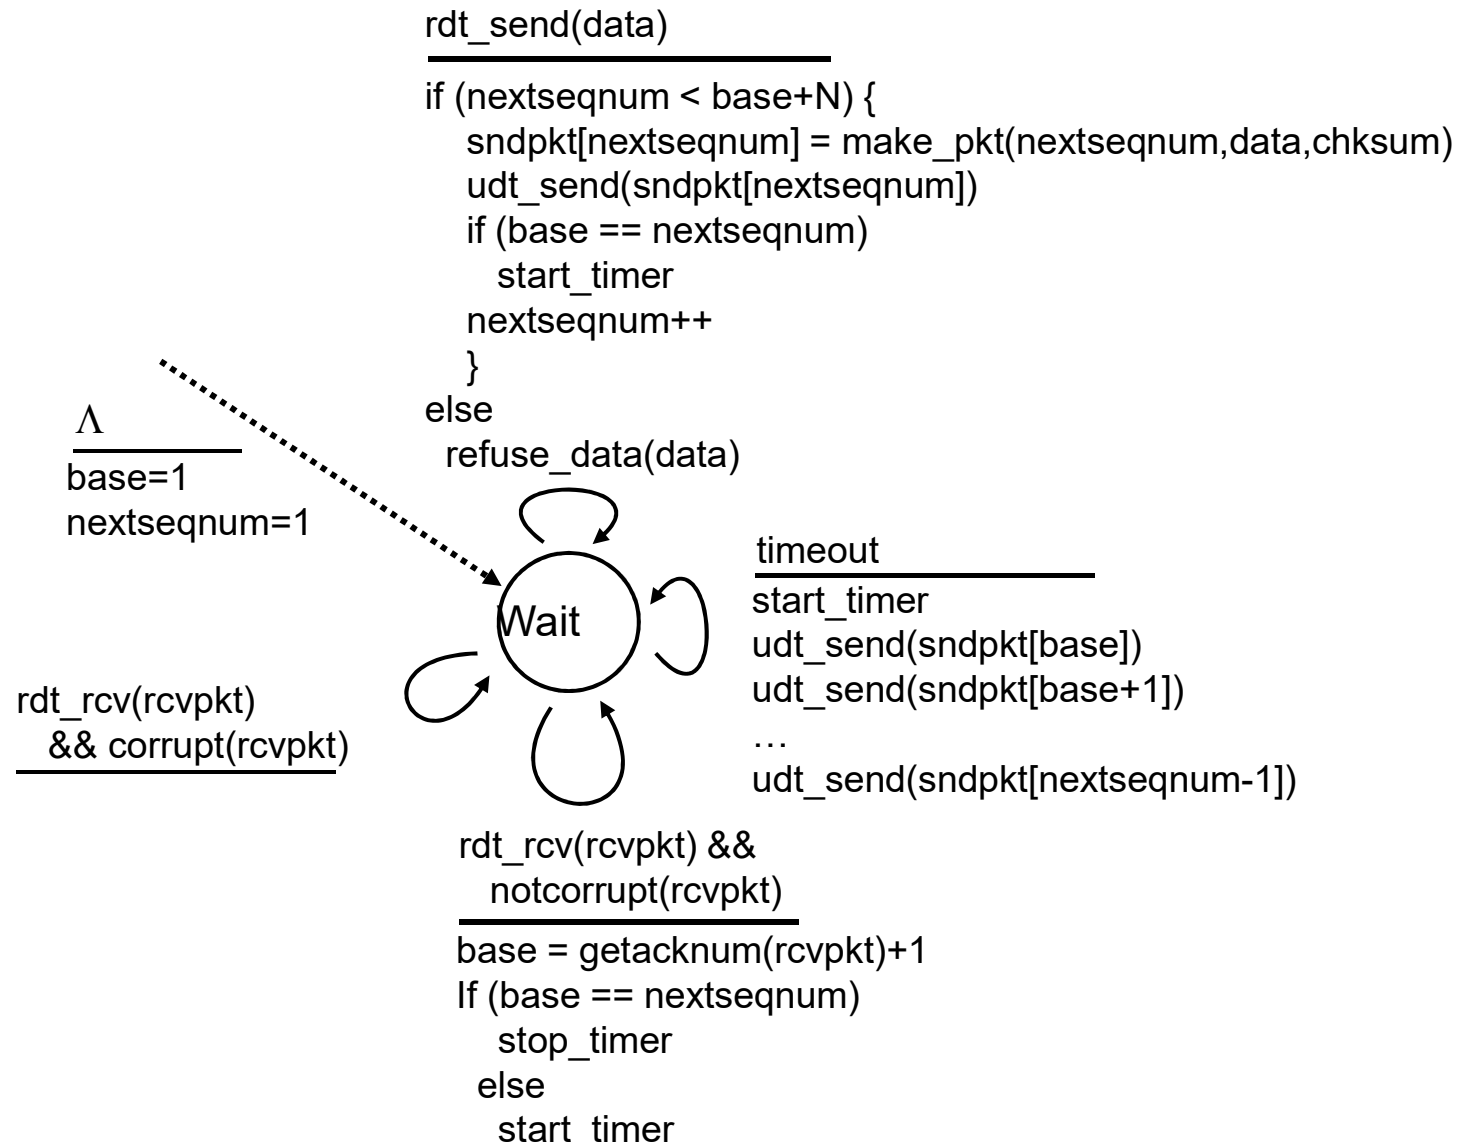 rdt_send(data)
if (nextseqnum < base+N) {
sndpkt[nextseqnum] = make_pkt(nextseqnum,data,chksum)
udt_send(sndpkt[nextseqnum])
if (base == nextseqnum)
start_timer
nextseqnum++
}
else
refuse_data(data)
Λ
base=1
nextseqnum=1
Wait
timeout
start_timer
udt_send(sndpkt[base])
udt_send(sndpkt[base+1])
…
udt_send(sndpkt[nextseqnum-1])
rdt_rcv(rcvpkt)
&& corrupt(rcvpkt)
rdt_rcv(rcvpkt) &&
notcorrupt(rcvpkt)
base = getacknum(rcvpkt)+1
If (base == nextseqnum)
stop_timer
else
start_timer